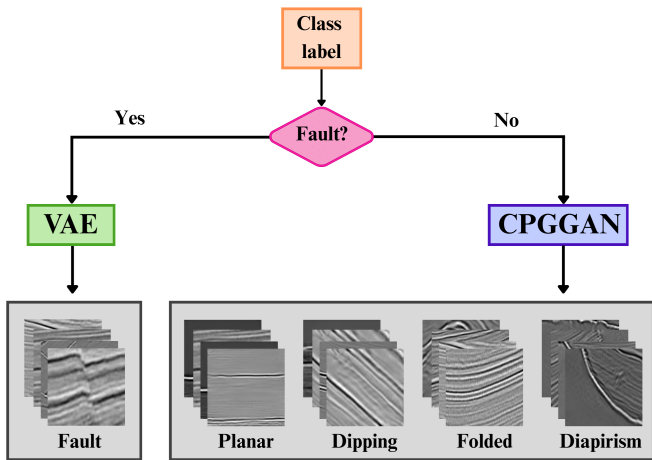 Class
label
Fault?
Yes
No
VAE
CPGGAN
Fault
Planar
Dipping
Folded
Diapirism